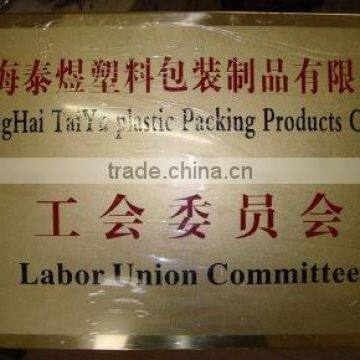 海泰煜塑料包装制品有限
ngHai TaiYu plastic Packing Products C
trade.china.cn
工会委员会
Labor Union Committee